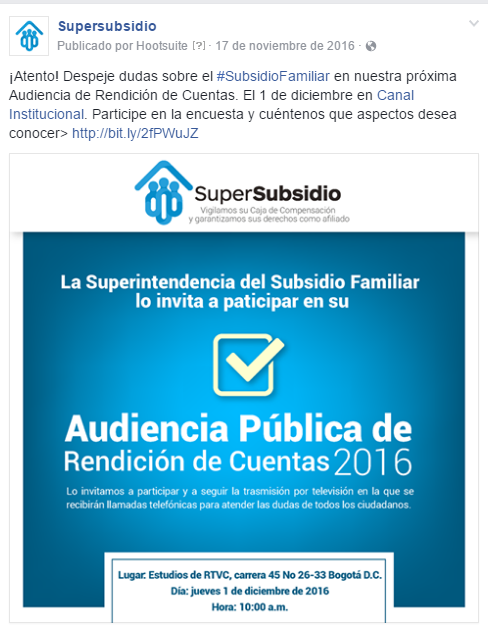 Supersubsidio
Publicado por Hootsuite [?] · 17 de noviembre de 2016 ·
¡Atento! Despeje dudas sobre el #SubsidioFamiliar en nuestra próxima
Audiencia de Rendición de Cuentas. El 1 de diciembre en Canal
Institucional. Participe en la encuesta y cuéntenos que aspectos desea
conocer> http://bit.ly/2fPWuJZ
SuperSubsidio
Vigilamos su Caja de Compensación
y garantizamos sus derechos como afiliado
La Superintendencia del Subsidio Familiar
lo invita a paticipar en su
Audiencia Pública de
Rendición de Cuentas 2016
Lo invitamos a participar y a seguir la trasmisión por televisión en la que se
recibirán llamadas telefónicas para atender las dudas de todos los ciudadanos.
Lugar: Estudios de RTVC, carrera 45 No 26-33 Bogotá D.C.
Día: jueves 1 de diciembre de 2016
Hora: 10:00 a.m.